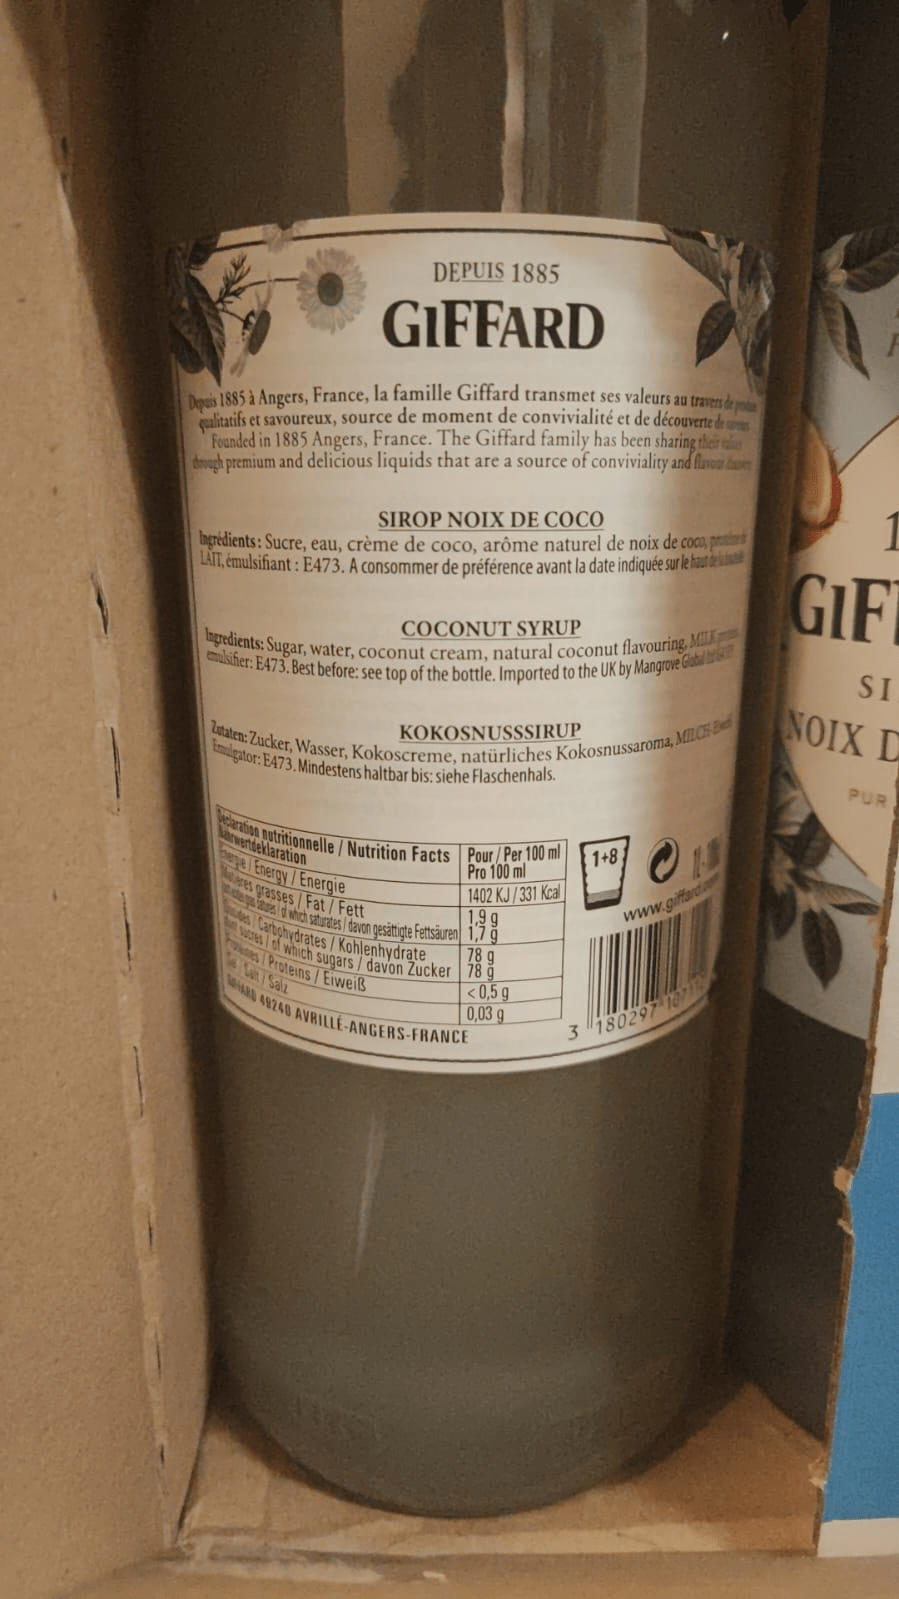 DEPUIS 1885
GIFFARD
Depuis 1885 à Angers, France, la famille Giffard transmet ses valeurs au travers de
qualitatifs et savoureux, source de moment de convivialité et de découverte de
Founded in 1885 Angers, France. The Giffard family has been sharing their
through premium and delicious liquids that are a source of conviviality and flavour
SIROP NOIX DE COCO
Ingrédients : Sucre, eau, crème de coco, arôme naturel de noix de coco,
LAIT, émulsifiant : E473. A consommer de préférence avant la date indiquée sur le haut de la
COCONUT SYRUP
Ingredients: Sugar, water, coconut cream, natural coconut flavouring, MILK
emulsifier: E473. Best before: see top of the bottle. Imported to the UK by Mangrove Global
KOKOSNUSSSIRUP
Zutaten: Zucker, Wasser, Kokoscreme, natürliches Kokosnussaroma, MILCH
Emulgator: E473. Mindestens haltbar bis: siehe Flaschenhals.
Déclaration nutritionnelle / Nutrition Facts Pour / Per 100 ml
Nährwertdeklaration Pro 100 ml
Energie / Energy / Energie 1402 KJ / 331 Kcal
Matières grasses / Fat / Fett 1,9 g
/ of which saturates / davon gesättigte Fettsäuren 1,7 g
Glucides / Carbohydrates / Kohlenhydrate 78 g
dont sucres / of which sugars / davon Zucker 78 g
Protéines / Proteins / Eiweiß < 0,5 g
Sel / Salt / Salz 0,03 g
GIFFARD 49240 AVRILLÉ-ANGERS-FRANCE
1+8
www.giffard.com
3 180297
GIF
SI
NOIX D
PUR